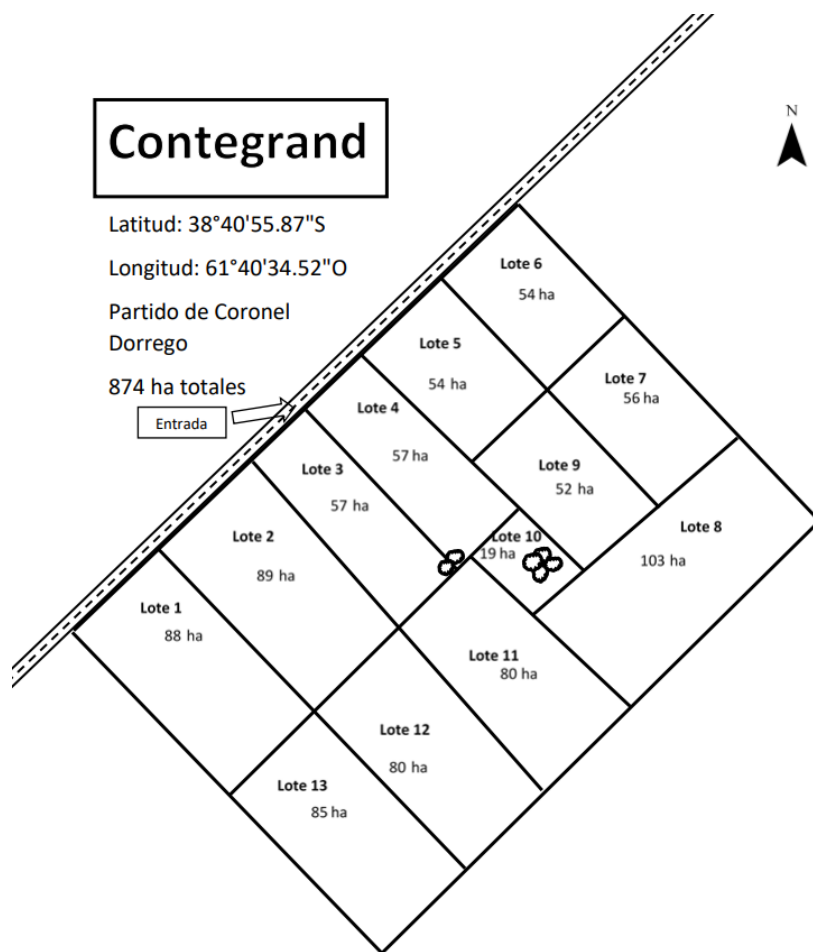 Contegrand
N
Latitud: 38°40'55.87"S
Longitud: 61°40'34.52"O
Partido de Coronel
Dorrego
874 ha totales
Entrada
Lote 6
54 ha
Lote 5
54 ha
Lote 7
56 ha
Lote 4
57 ha
Lote 3
57 ha
Lote 9
52 ha
Lote 8
103 ha
Lote 2
89 ha
Lote 10
19 ha
Lote 1
88 ha
Lote 11
80 ha
Lote 12
80 ha
Lote 13
85 ha